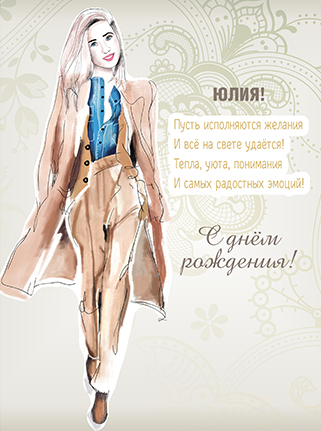 ЮЛИЯ!
Пусть исполняются желания
И всё на свете удаётся!
Тепла, уюта, понимания
И самых радостных эмоций!
С днём
рождения!